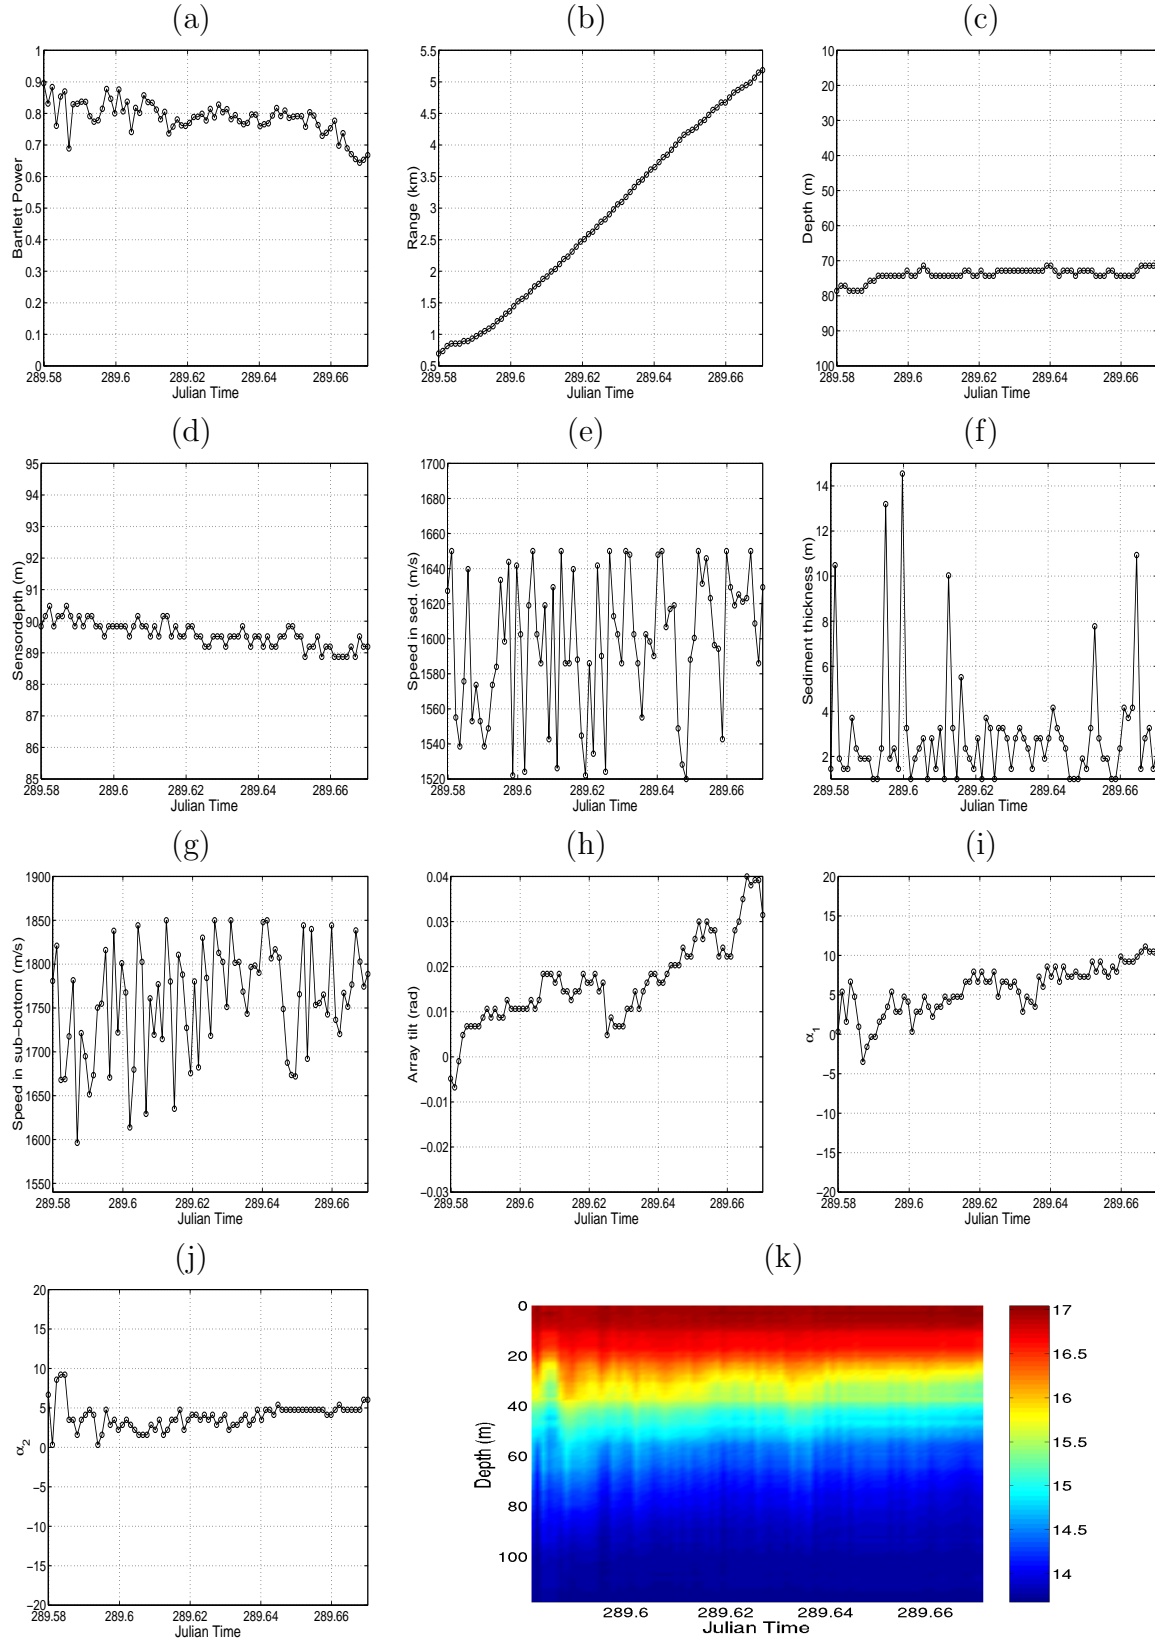 (a)
1
0.9
0.8
0.7
0.6
0.5
0.4
0.3
0.2
0.1
0
Bartlett Power
289.58 289.6 289.62 289.64 289.66
Julian Time
(b)
5.5
5
4.5
4
3.5
3
2.5
2
1.5
1
0.5
Range (km)
289.58 289.6 289.62 289.64 289.66
Julian Time
(c)
10
20
30
40
50
60
70
80
90
100
Depth (m)
289.58 289.6 289.62 289.64 289.66
Julian Time
(d)
95
94
93
92
91
90
89
88
87
86
85
Sensordepth (m)
289.58 289.6 289.62 289.64 289.66
Julian Time
(e)
1700
1680
1660
1640
1620
1600
1580
1560
1540
1520
Speed in sed. (m/s)
289.58 289.6 289.62 289.64 289.66
Julian Time
(f)
14
12
10
8
6
4
2
Sediment thickness (m)
289.58 289.6 289.62 289.64 289.66
Julian Time
(g)
1900
1850
1800
1750
1700
1650
1600
1550
Speed in sub−bottom (m/s)
289.58 289.6 289.62 289.64 289.66
Julian Time
(h)
0.04
0.03
0.02
0.01
0
−0.01
−0.02
−0.03
Array tilt (rad)
289.58 289.6 289.62 289.64 289.66
Julian Time
(i)
20
15
10
5
0
−5
−10
−15
−20
α1
289.58 289.6 289.62 289.64 289.66
Julian Time
(j)
20
15
10
5
0
−5
−10
−15
−20
α2
289.58 289.6 289.62 289.64 289.66
Julian Time
(k)
0
20
40
60
80
100
Depth (m)
289.6 289.62 289.64 289.66
Julian Time
17
16.5
16
15.5
15
14.5
14